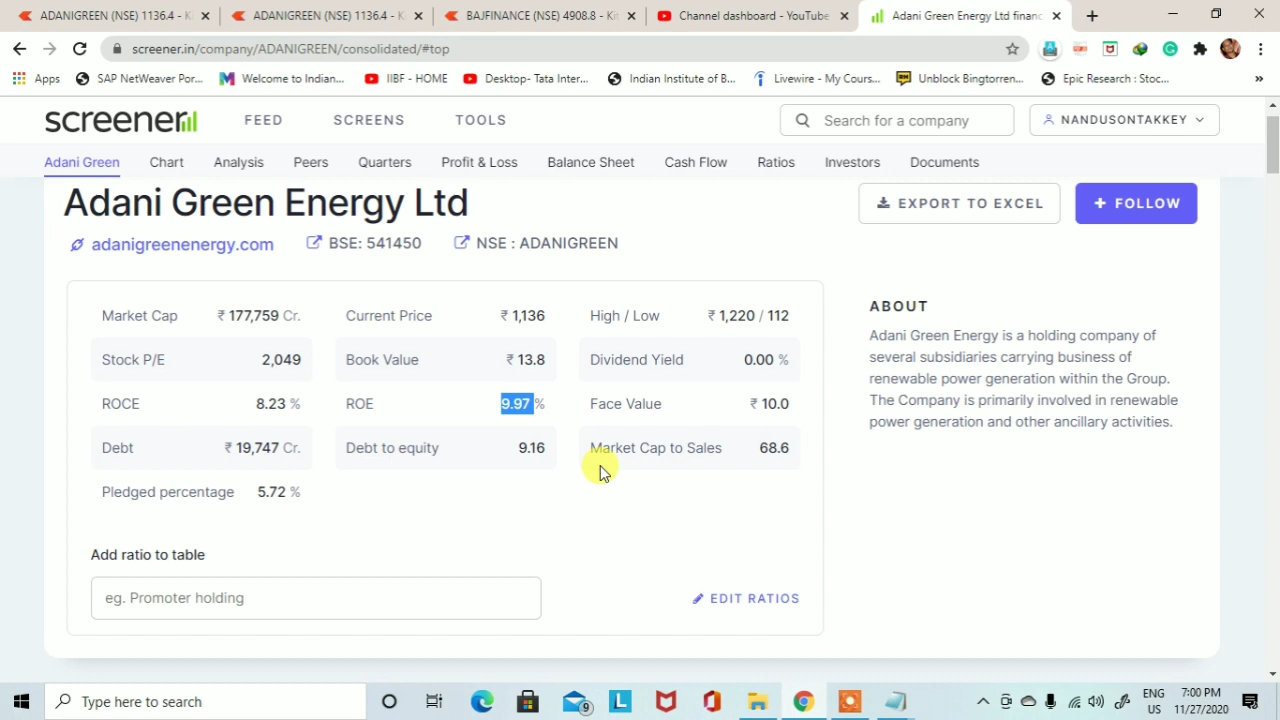 ADANIGREEN (NSE) 1136.4 - K
ADANIGREEN (NSE) 1136.4 -
BAJFINANCE (NSE) 4908.8 - Kit
Channel dashboard - YouTube
Adani Green Energy Ltd financ
screener.in/company/ADANIGREEN/consolidated/#top
Apps
SAP NetWeaver Por...
Welcome to Indian...
IIBF - HOME
Desktop- Tata Inter...
Indian Institute of B...
Livewire - My Cours...
Unblock Bingtorren...
Epic Research : Stoc...
screener
FEED
SCREENS
TOOLS
Search for a company
NANDUSONTAKKEY
Adani Green
Chart
Analysis
Peers
Quarters
Profit & Loss
Balance Sheet
Cash Flow
Ratios
Investors
Documents
Adani Green Energy Ltd
EXPORT TO EXCEL
+ FOLLOW
adanigreenenergy.com
BSE: 541450
NSE : ADANIGREEN
Market Cap ₹ 177,759 Cr.
Current Price ₹ 1,136
High / Low ₹ 1,220 / 112
Stock P/E 2,049
Book Value ₹ 13.8
Dividend Yield 0.00 %
ROCE 8.23 %
ROE 9.97 %
Face Value ₹ 10.0
Debt ₹ 19,747 Cr.
Debt to equity 9.16
Market Cap to Sales 68.6
Pledged percentage 5.72 %
Add ratio to table
eg. Promoter holding
EDIT RATIOS
ABOUT
Adani Green Energy is a holding company of
several subsidiaries carrying business of
renewable power generation within the Group.
The Company is primarily involved in renewable
power generation and other ancillary activities.
Type here to search
9
ENG
US
7:00 PM
11/27/2020